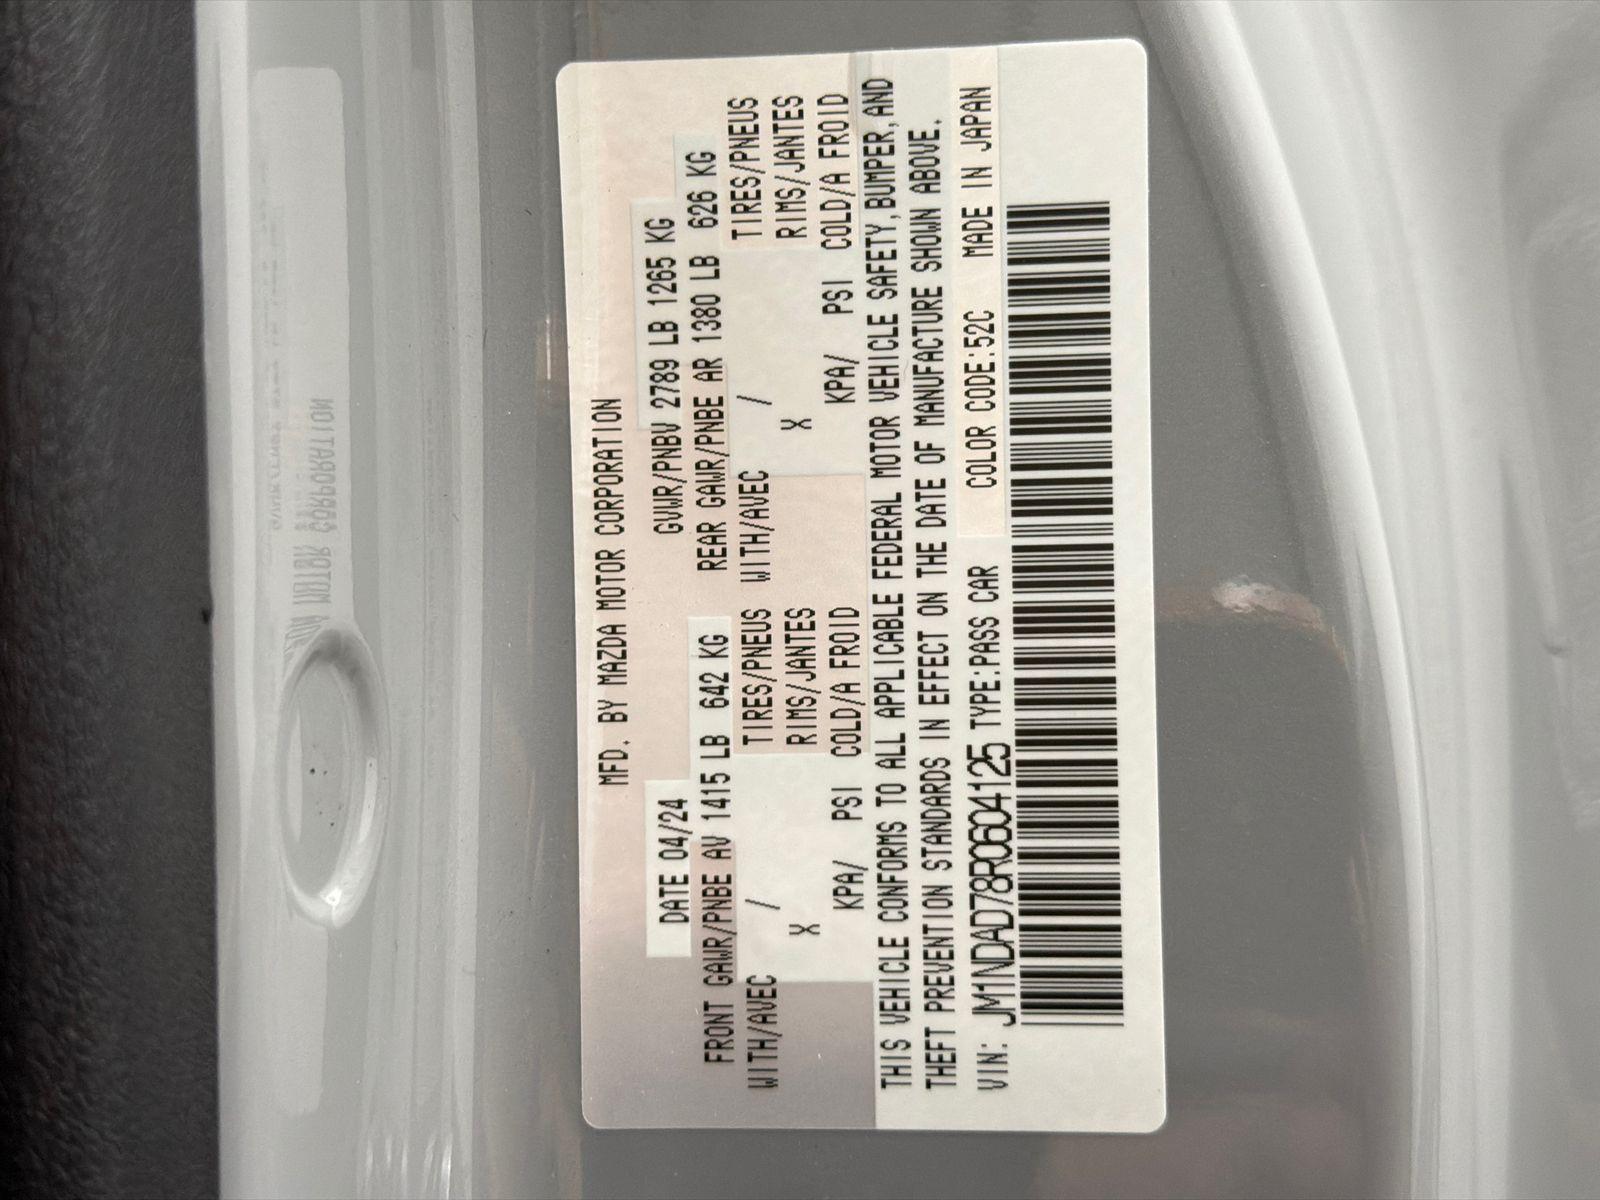 MFD. BY MAZDA MOTOR CORPORATION
DATE 04/24 GVWR/PNBV 2789 LB 1265 KG
FRONT GAWR/PNBE AV 1415 LB 642 KG REAR GAWR/PNBE AR 1380 LB 626 KG
WITH/AVEC / TIRES/PNEUS WITH/AVEC / TIRES/PNEUS
X RIMS/JANTES X RIMS/JANTES
KPA/ PSI COLD/A FROID KPA/ PSI COLD/A FROID
THIS VEHICLE CONFORMS TO ALL APPLICABLE FEDERAL MOTOR VEHICLE SAFETY,BUMPER,AND
THEFT PREVENTION STANDARDS IN EFFECT ON THE DATE OF MANUFACTURE SHOWN ABOVE.
VIN: JM1NDAD78R0604125 TYPE:PASS CAR COLOR CODE:52C MADE IN JAPAN